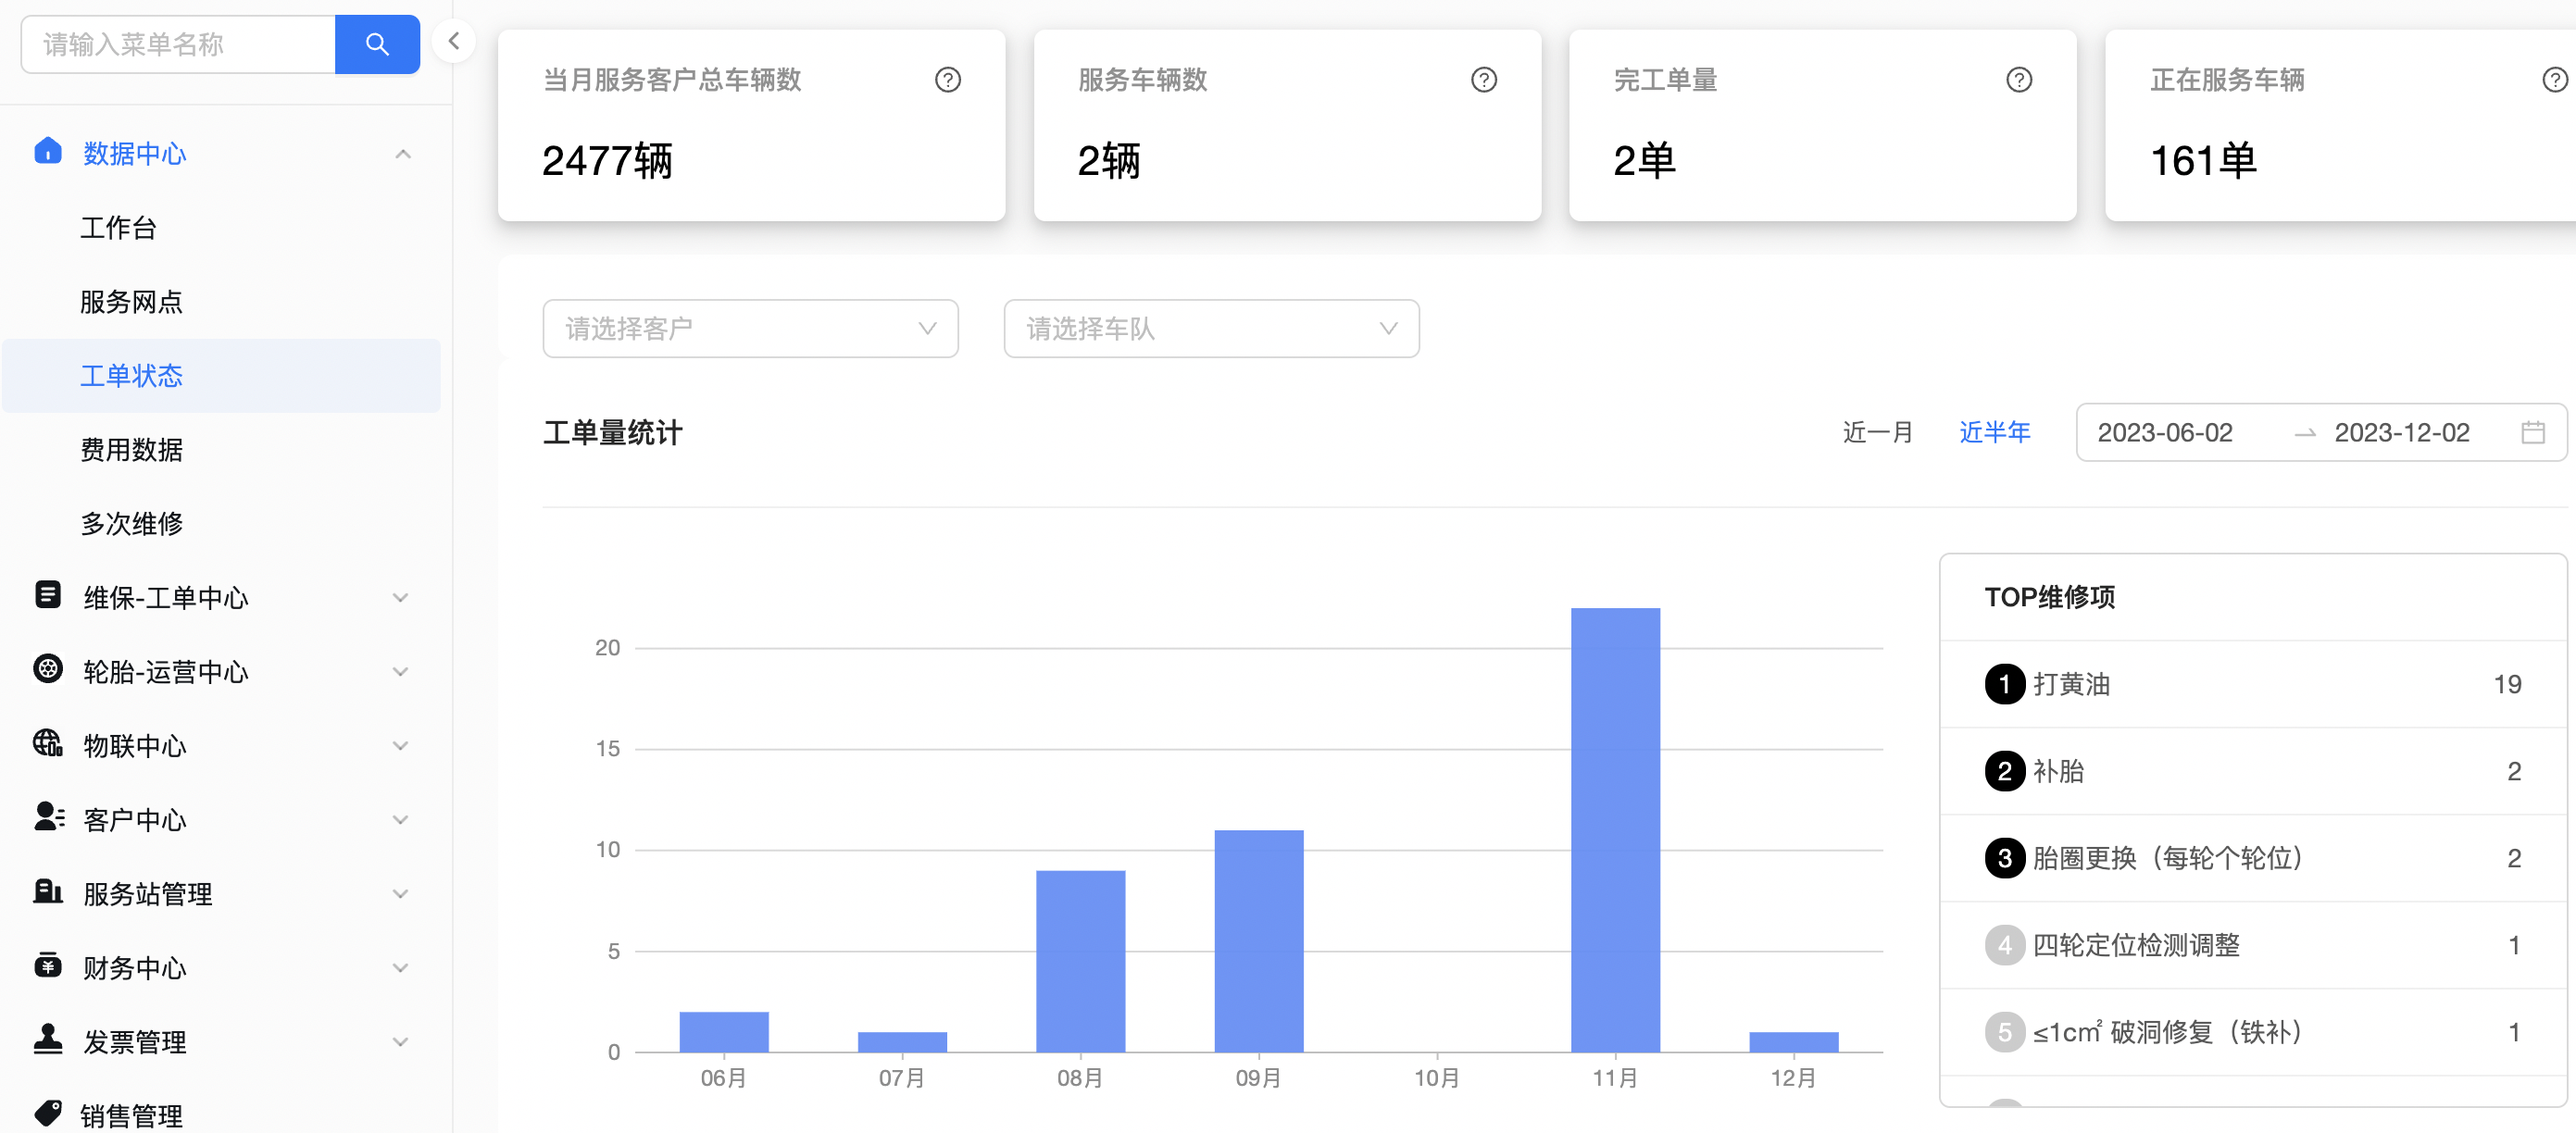 请输入菜单名称
数据中心
工作台
服务网点
工单状态
费用数据
多次维修
维保-工单中心
轮胎-运营中心
物联中心
客户中心
服务站管理
财务中心
发票管理
销售管理
当月服务客户总车辆数
2477辆
服务车辆数
2辆
完工单量
2单
正在服务车辆
161单
请选择客户
请选择车队
工单量统计
近一月
近半年
2023-06-02
2023-12-02
20
15
10
5
0
06月
07月
08月
09月
10月
11月
12月
TOP维修项
1 打黄油 19
2 补胎 2
3 胎圈更换（每轮个轮位） 2
4 四轮定位检测调整 1
5 ≤1cm² 破洞修复（铁补） 1